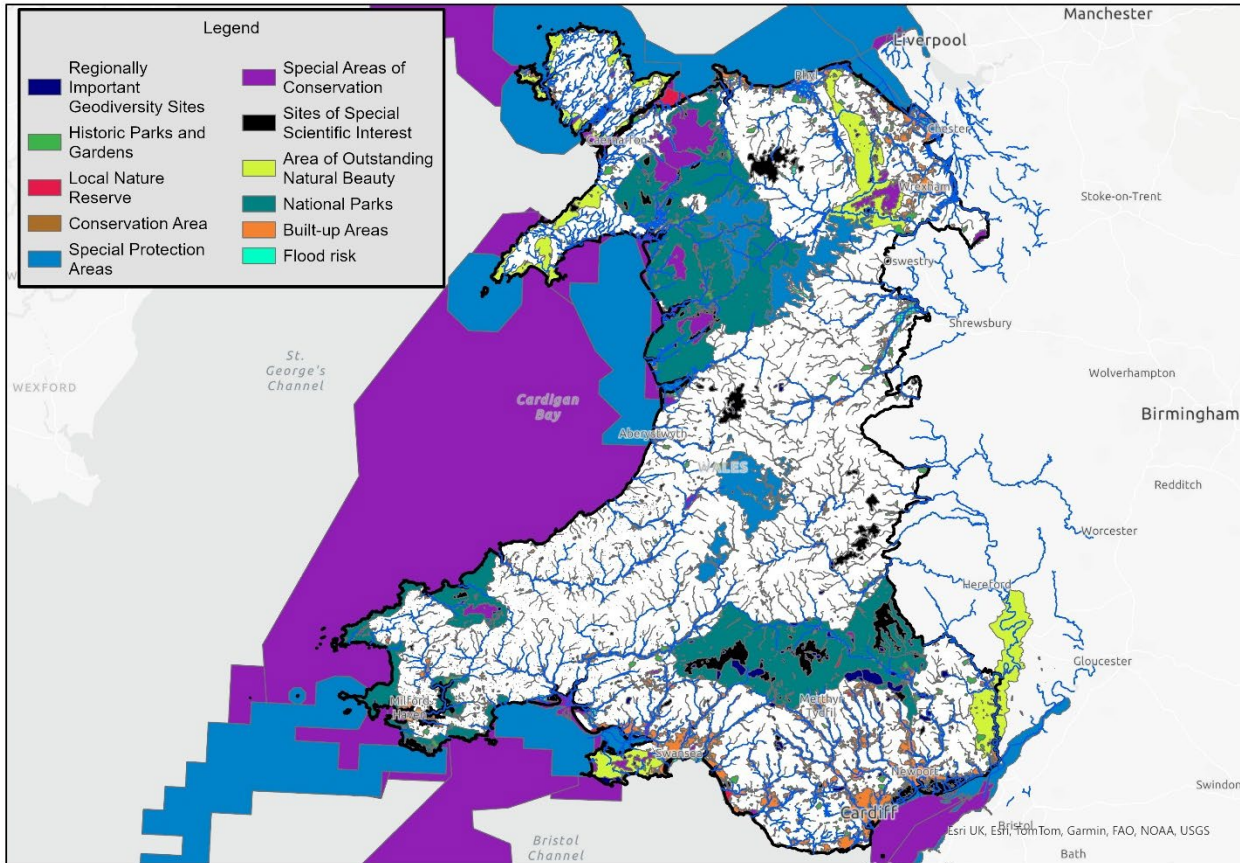 Legend
Regionally
Important
Geodiversity Sites
Historic Parks and
Gardens
Local Nature
Reserve
Conservation Area
Special Protection
Areas
Special Areas of
Conservation
Sites of Special
Scientific Interest
Area of Outstanding
Natural Beauty
National Parks
Built-up Areas
Flood risk
Manchester
Liverpool
Rhyl
Chester
Caernarfon
Wrexham
Stoke-on-Trent
Oswestry
Shrewsbury
St.
George's
Channel
WEXFORD
Wolverhampton
Cardigan
Bay
Birmingham
Aberystwyth
WALES
Redditch
Worcester
Hereford
Gloucester
Milford
Haven
Merthyr
Tydfil
Swansea
Newport
Swindon
Cardiff
Bristol
Bristol
Channel
Esri UK, Esri, TomTom, Garmin, FAO, NOAA, USGS
Bath